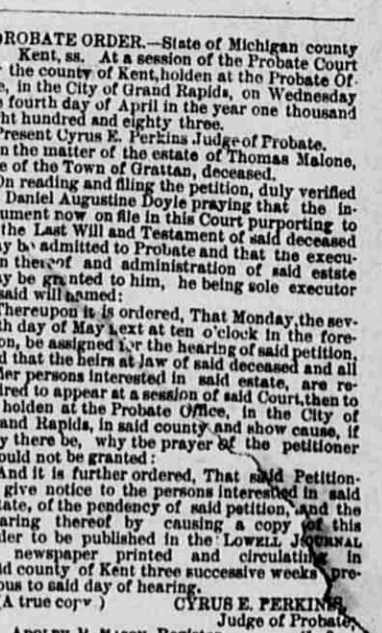 ROBATE ORDER.—State of Michigan county
Kent, ss. At a session of the Probate Court
the county of Kent,holden at the Probate Of-
e, in the City of Grand Rapids, on Wednesday
e fourth day of April in the year one thousand
ht hundred and eighty three.
Present Cyrus E. Perkins Judge of Probate.
n the matter of the estate of Thomas Malone,
e of the Town of Grattan, deceased.
On reading and filing the petition, duly verified
Daniel Augustine Doyle praying that the in-
ument now on file in this Court purporting to
the Last Will and Testament of said deceased
y be admitted to Probate and that tne execu-
n thereof and administration of said estste
y be granted to him, he being sole executor
said will named:
Thereupon it is ordered, That Monday,the sev-
th day of May next at ten o'clock in the fore-
on, be assigned for the hearing of said petition,
d that the heirs at law of said deceased and all
er persons interested in said estate, are re-
ired to appear at a session of said Court,then to
holden at the Probate Office, in the City of
and Rapids, in said county and show cause, if
y there be, why tbe prayer of the petitioner
ould not be granted:
And it is further ordered, That said Petition-
give notice to the persons interested in said
tate, of the pendency of said petition, and the
aring thereof by causing a copy of this
der to be published in the LOWELL JOURNAL
newspaper printed and circulating in
d county of Kent three successive weeks pre-
ous to said day of hearing.
(A true copy ) CYRUS E. PERKINS,
Judge of Probate,